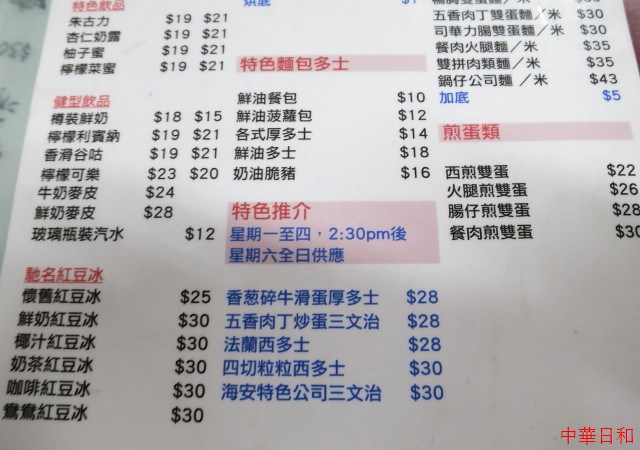 特色飲品
朱古力 $19 $21
杏仁奶露 $19 $21
柚子蜜 $19 $21
檸檬菜蜜 $19 $21
健型飲品
樽裝鮮奶 $18 $15
檸檬利賓納 $19 $21
香滑谷咕 $19 $21
檸檬可樂 $23 $20
牛奶麥皮 $24
鮮奶麥皮 $28
玻璃瓶裝汽水 $12
馳名紅豆冰
懷舊紅豆冰 $25
鮮奶紅豆冰 $30
椰汁紅豆冰 $30
奶茶紅豆冰 $30
咖啡紅豆冰 $30
鴛鴦紅豆冰 $30
烘底 $1
特色麵包多士
鮮油餐包 $10
鮮油菠蘿包 $12
各式厚多士 $14
鮮油多士 $18
奶油脆豬 $16
特色推介
星期一至四，2:30pm後
星期六全日供應
香葱碎牛滑蛋厚多士 $28
五香肉丁炒蛋三文治 $28
法蘭西多士 $28
四切粒粒西多士 $30
海安特色公司三文治 $30
五香肉丁雙蛋麵／米 $30
司華力腸雙蛋麵／米 $30
餐肉火腿麵／米 $35
雙拼肉類麵／米 $35
鍋仔公司麵／米 $43
加底 $5
煎蛋類
西煎雙蛋 $22
火腿煎雙蛋 $26
腸仔煎雙蛋 $28
餐肉煎雙蛋 $30
中華日和